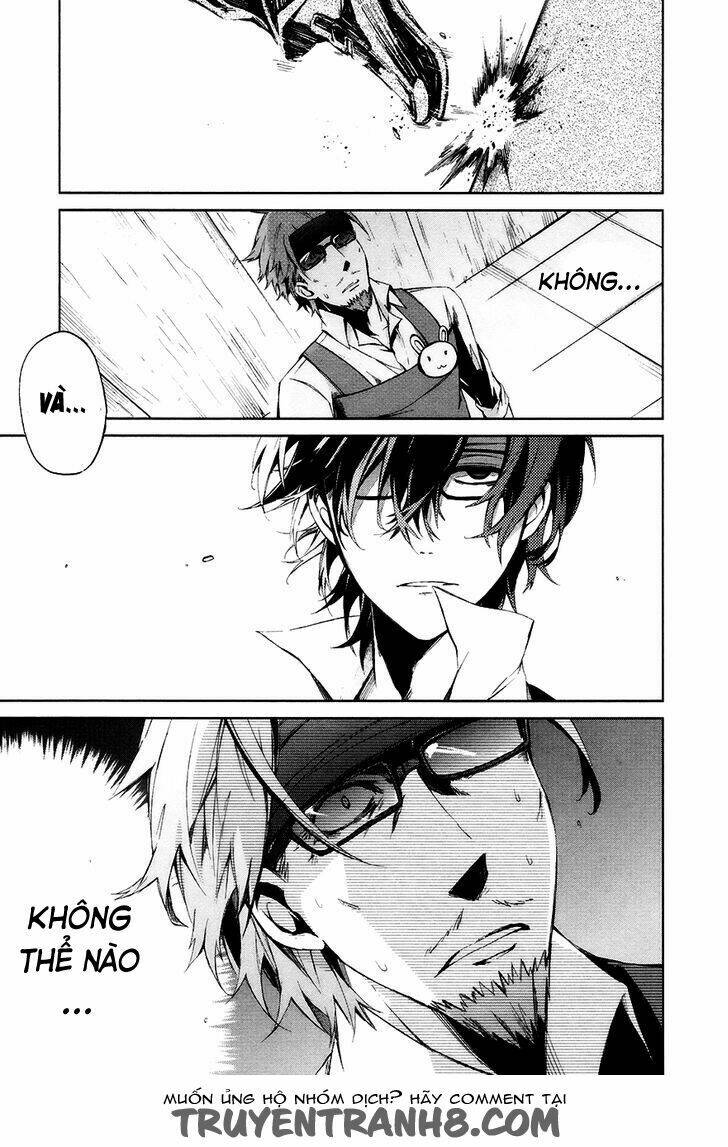 KHÔNG...
VÀ...
KHÔNG
THỂ NÀO
...
MUỐN ỦNG HỘ NHÓM DỊCH? HÃY COMMENT TẠI
TRUYENTRANH8.COM